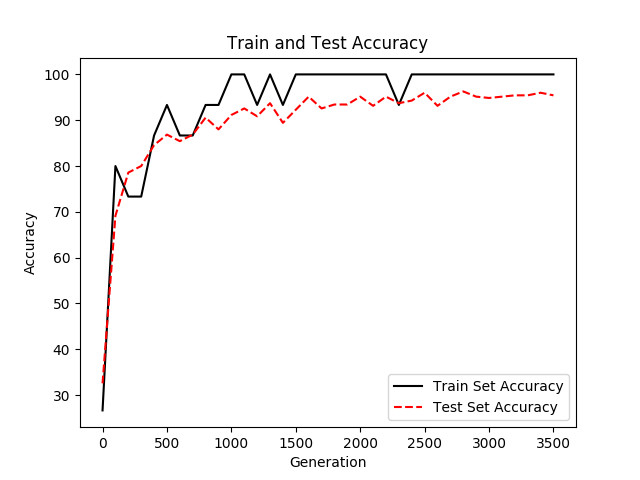 Train and Test Accuracy
100
90
80
70
60
50
40
30
Accuracy
0 500 1000 1500 2000 2500 3000 3500
Generation
Train Set Accuracy
Test Set Accuracy